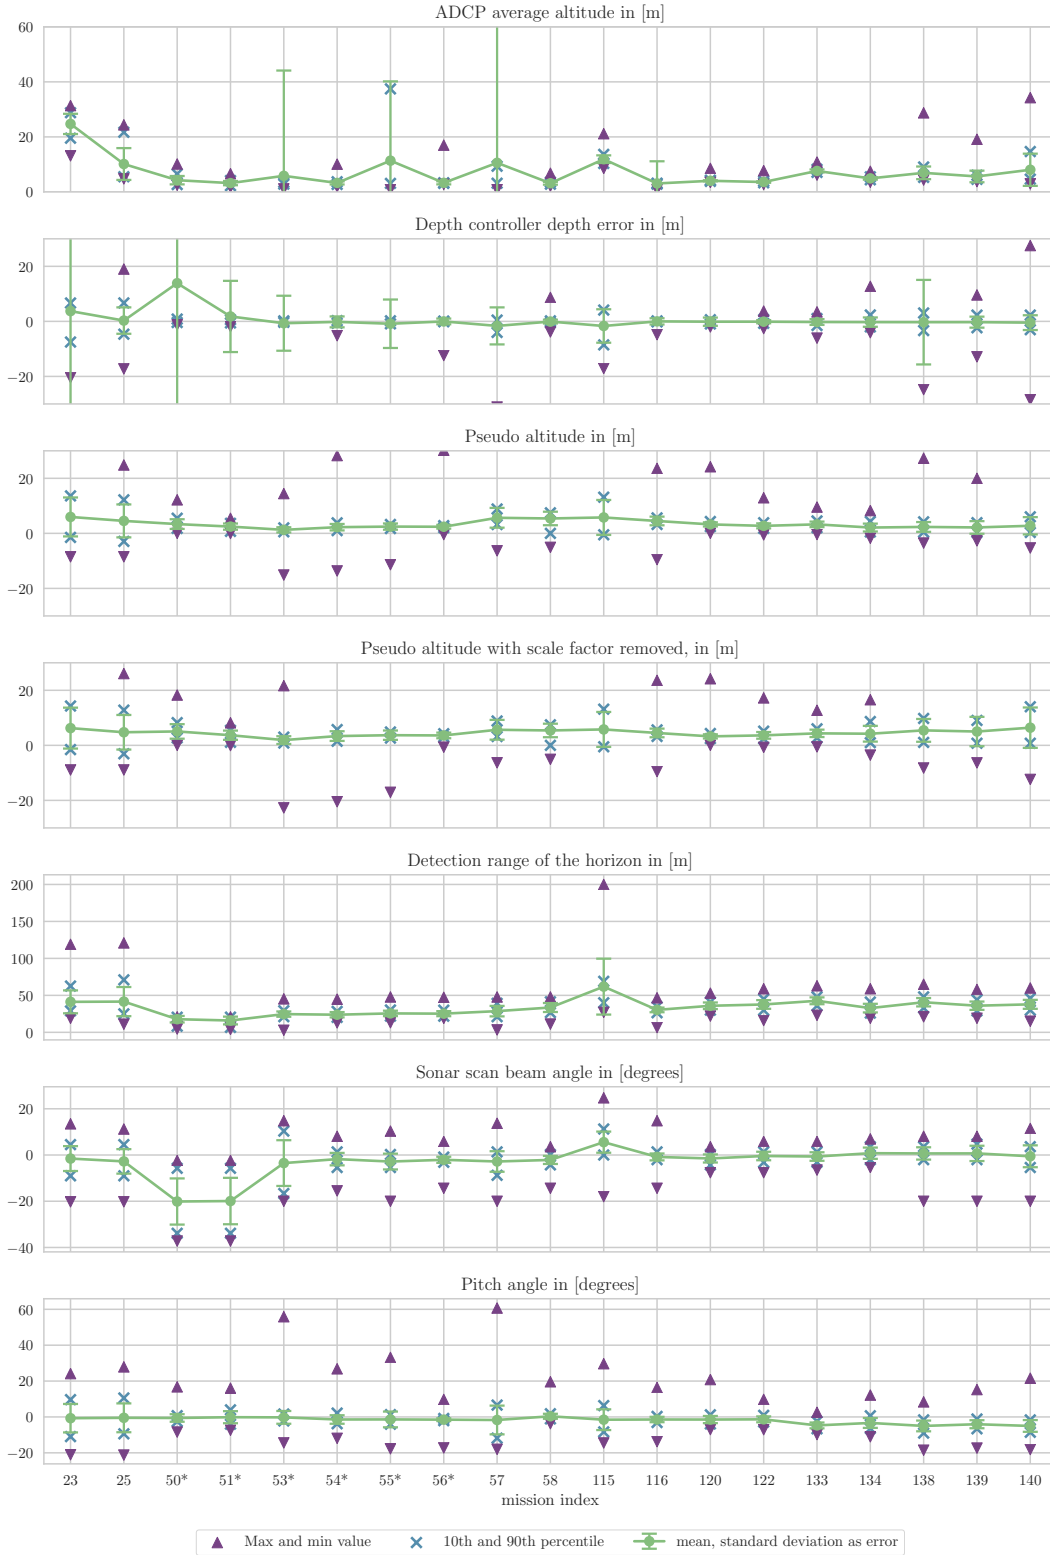 ADCP average altitude in [m]
60
40
20
0
Depth controller depth error in [m]
20
0
−20
Pseudo altitude in [m]
20
0
−20
Pseudo altitude with scale factor removed, in [m]
20
0
−20
Detection range of the horizon in [m]
200
150
100
50
0
Sonar scan beam angle in [degrees]
20
0
−20
−40
Pitch angle in [degrees]
60
40
20
0
−20
23 25 50* 51* 53* 54* 55* 56* 57 58 115 116 120 122 133 134 138 139 140
mission index
Max and min value 10th and 90th percentile mean, standard deviation as error